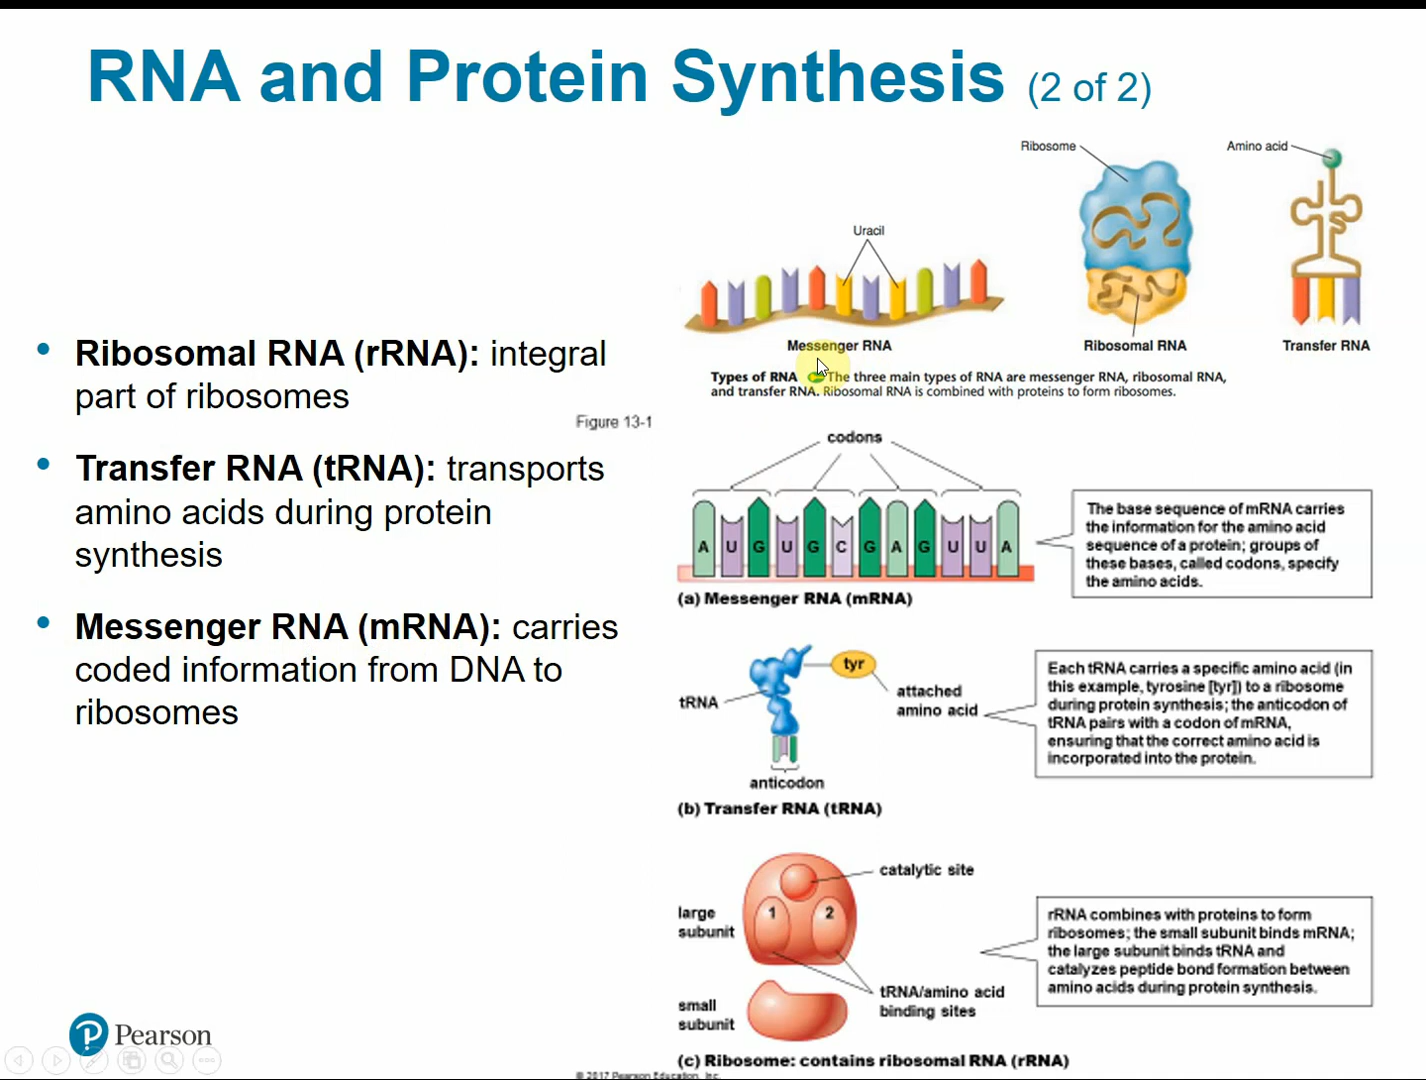 RNA and Protein Synthesis (2 of 2)
Ribosomal RNA (rRNA): integral
part of ribosomes
Transfer RNA (tRNA): transports
amino acids during protein
synthesis
Messenger RNA (mRNA): carries
coded information from DNA to
ribosomes
Uracil
Messenger RNA
Ribosome
Ribosomal RNA
Amino acid
Transfer RNA
Types of RNA The three main types of RNA are messenger RNA, ribosomal RNA,
and transfer RNA. Ribosomal RNA is combined with proteins to form ribosomes.
Figure 13-1
codons
A U G U G C G A G U U A
(a) Messenger RNA (mRNA)
The base sequence of mRNA carries
the information for the amino acid
sequence of a protein; groups of
these bases, called codons, specify
the amino acids.
tyr
tRNA
attached
amino acid
anticodon
(b) Transfer RNA (tRNA)
Each tRNA carries a specific amino acid (in
this example, tyrosine [tyr]) to a ribosome
during protein synthesis; the anticodon of
tRNA pairs with a codon of mRNA,
ensuring that the correct amino acid is
incorporated into the protein.
catalytic site
large
subunit
1 2
tRNA/amino acid
binding sites
small
subunit
(c) Ribosome: contains ribosomal RNA (rRNA)
rRNA combines with proteins to form
ribosomes; the small subunit binds mRNA;
the large subunit binds tRNA and
catalyzes peptide bond formation between
amino acids during protein synthesis.
P Pearson
© 2017 Pearson Education, Inc.